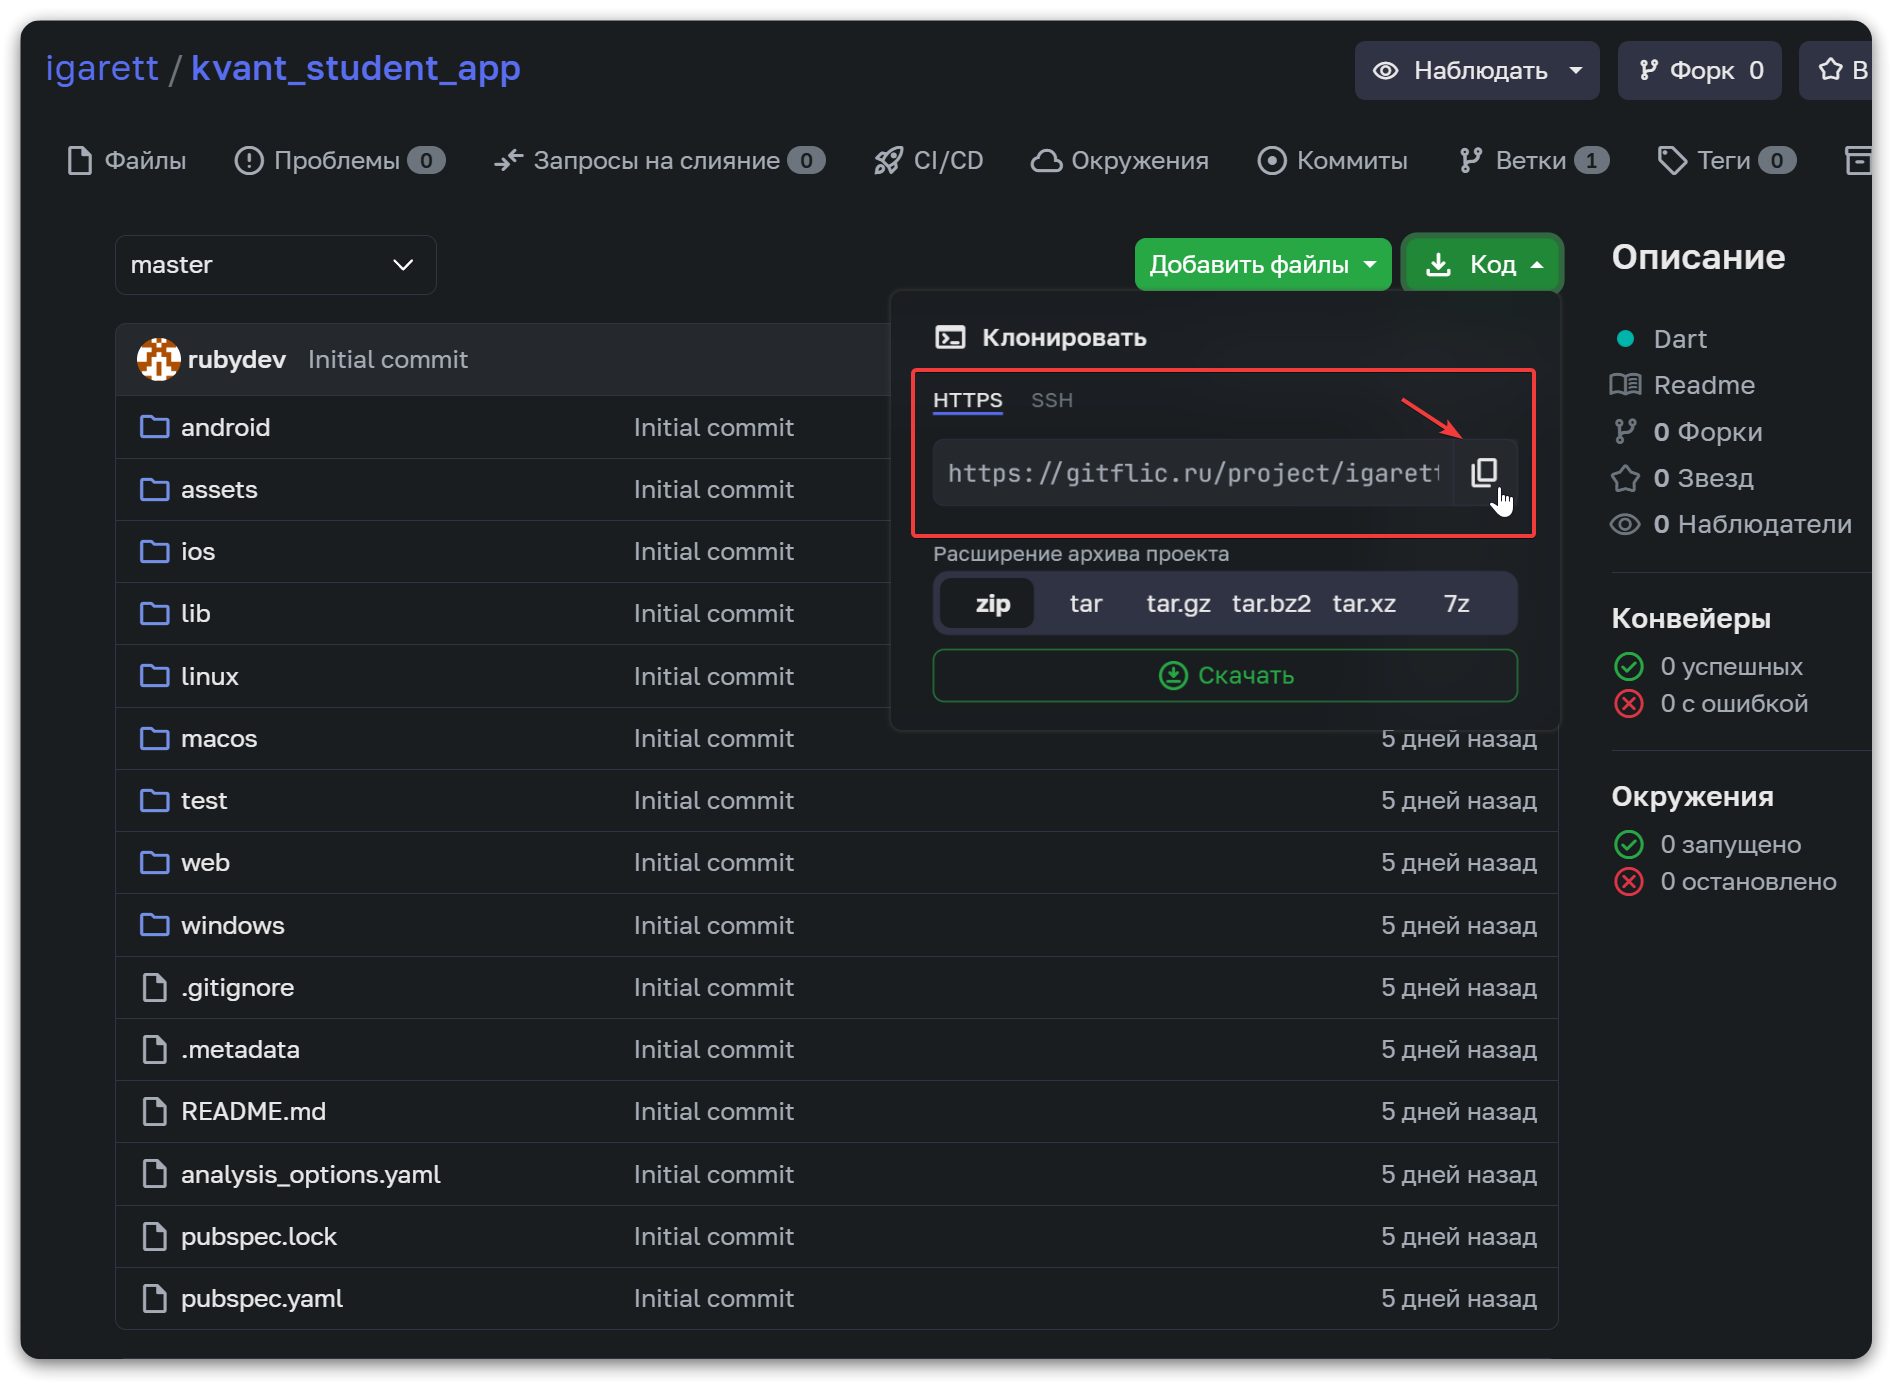 igarett / kvant_student_app
Наблюдать
Форк 0
В
Файлы
Проблемы 0
Запросы на слияние 0
CI/CD
Окружения
Коммиты
Ветки 1
Теги 0
master
Добавить файлы
Код
Клонировать
HTTPS SSH
https://gitflic.ru/project/igarett
Расширение архива проекта
zip tar tar.gz tar.bz2 tar.xz 7z
Скачать
rubydev Initial commit
android Initial commit
assets Initial commit
ios Initial commit
lib Initial commit
linux Initial commit
macos Initial commit 5 дней назад
test Initial commit 5 дней назад
web Initial commit 5 дней назад
windows Initial commit 5 дней назад
.gitignore Initial commit 5 дней назад
.metadata Initial commit 5 дней назад
README.md Initial commit 5 дней назад
analysis_options.yaml Initial commit 5 дней назад
pubspec.lock Initial commit 5 дней назад
pubspec.yaml Initial commit 5 дней назад
Описание
Dart
Readme
0 Форки
0 Звезд
0 Наблюдатели
Конвейеры
0 успешных
0 с ошибкой
Окружения
0 запущено
0 остановлено